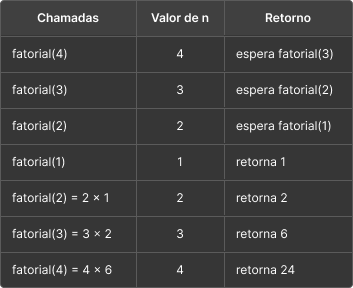 Chamadas Valor de n Retorno
fatorial(4) 4 espera fatorial(3)
fatorial(3) 3 espera fatorial(2)
fatorial(2) 2 espera fatorial(1)
fatorial(1) 1 retorna 1
fatorial(2) = 2 × 1 2 retorna 2
fatorial(3) = 3 × 2 3 retorna 6
fatorial(4) = 4 × 6 4 retorna 24